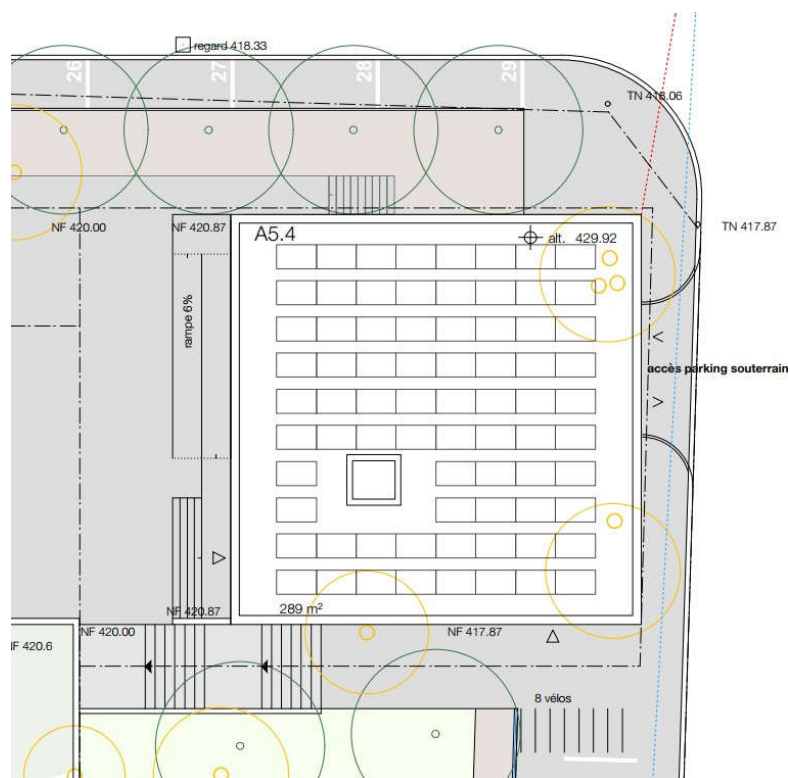 regard 418.33
26
27
28
29
TN 418.06
NF 420.00
NF 420.87
TN 417.87
A5.4
alt. 429.92
rampe 6%
accès parking souterrain
289 m²
NF 420.87
NF 420.00
NF 417.87
NF 420.6
8 vélos